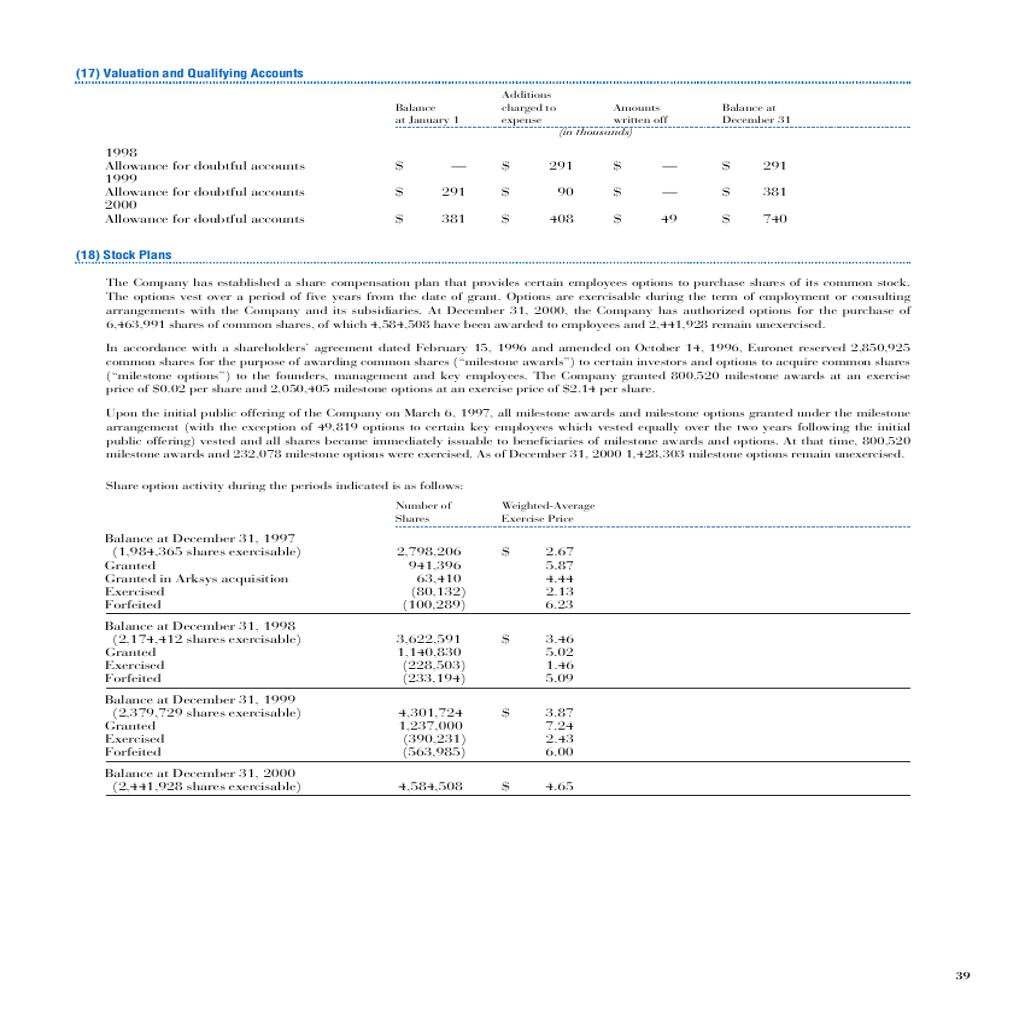 (17) Valuation and Qualifying Accounts
Balance at January 1 Additions charged to expense Amounts written off Balance at December 31
(in thousands)
1998
Allowance for doubtful accounts $ — $ 291 $ — $ 291
1999
Allowance for doubtful accounts $ 291 $ 90 $ — $ 381
2000
Allowance for doubtful accounts $ 381 $ 408 $ 49 $ 740
(18) Stock Plans
The Company has established a share compensation plan that provides certain employees options to purchase shares of its common stock.
The options vest over a period of five years from the date of grant. Options are exercisable during the term of employment or consulting
arrangements with the Company and its subsidiaries. At December 31, 2000, the Company has authorized options for the purchase of
6,463,991 shares of common shares, of which 4,584,508 have been awarded to employees and 2,441,928 remain unexercised.
In accordance with a shareholders' agreement dated February 15, 1996 and amended on October 14, 1996, Euronet reserved 2,850,925
common shares for the purpose of awarding common shares (“milestone awards”) to certain investors and options to acquire common shares
(“milestone options”) to the founders, management and key employees. The Company granted 800,520 milestone awards at an exercise
price of $0.02 per share and 2,050,405 milestone options at an exercise price of $2.14 per share.
Upon the initial public offering of the Company on March 6, 1997, all milestone awards and milestone options granted under the milestone
arrangement (with the exception of 49,819 options to certain key employees which vested equally over the two years following the initial
public offering) vested and all shares became immediately issuable to beneficiaries of milestone awards and options. At that time, 800,520
milestone awards and 232,078 milestone options were exercised. As of December 31, 2000 1,428,303 milestone options remain unexercised.
Share option activity during the periods indicated is as follows:
Number of Shares Weighted-Average Exercise Price
Balance at December 31, 1997
(1,984,365 shares exercisable) 2,798,206 $ 2.67
Granted 941,396 5.87
Granted in Arksys acquisition 63,410 4.44
Exercised (80,132) 2.13
Forfeited (100,289) 6.23
Balance at December 31, 1998
(2,174,412 shares exercisable) 3,622,591 $ 3.46
Granted 1,140,830 5.02
Exercised (228,503) 1.46
Forfeited (233,194) 5.09
Balance at December 31, 1999
(2,379,729 shares exercisable) 4,301,724 $ 3.87
Granted 1,237,000 7.24
Exercised (390,231) 2.43
Forfeited (563,985) 6.00
Balance at December 31, 2000
(2,441,928 shares exercisable) 4,584,508 $ 4.65
39